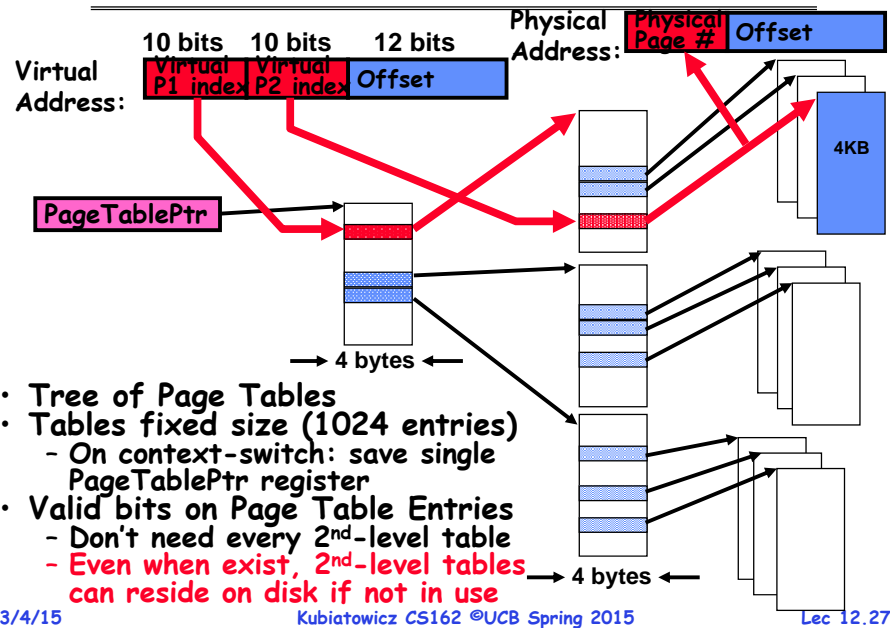 Physical Address:
Physical Page #
Offset
10 bits 10 bits 12 bits
Virtual Address:
Virtual P1 index
Virtual P2 index
Offset
4KB
PageTablePtr
4 bytes
• Tree of Page Tables
• Tables fixed size (1024 entries)
– On context-switch: save single
PageTablePtr register
• Valid bits on Page Table Entries
– Don't need every 2nd-level table
– Even when exist, 2nd-level tables
can reside on disk if not in use
4 bytes
3/4/15 Kubiatowicz CS162 ©UCB Spring 2015 Lec 12.27